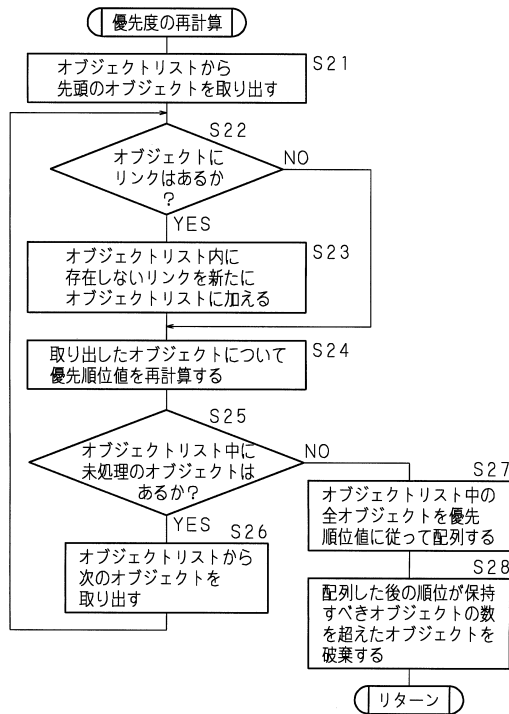 優先度の再計算
オブジェクトリストから
先頭のオブジェクトを取り出す
S21
S22
オブジェクトに
リンクはあるか
?
NO
YES
オブジェクトリスト内に
存在しないリンクを新たに
オブジェクトリストに加える
S23
取り出したオブジェクトについて
優先順位値を再計算する
S24
S25
オブジェクトリスト中に
未処理のオブジェクトは
あるか?
NO
YES
S26
オブジェクトリストから
次のオブジェクトを
取り出す
S27
オブジェクトリスト中の
全オブジェクトを優先
順位値に従って配列する
S28
配列した後の順位が保持
すべきオブジェクトの数
を超えたオブジェクトを
破棄する
リターン